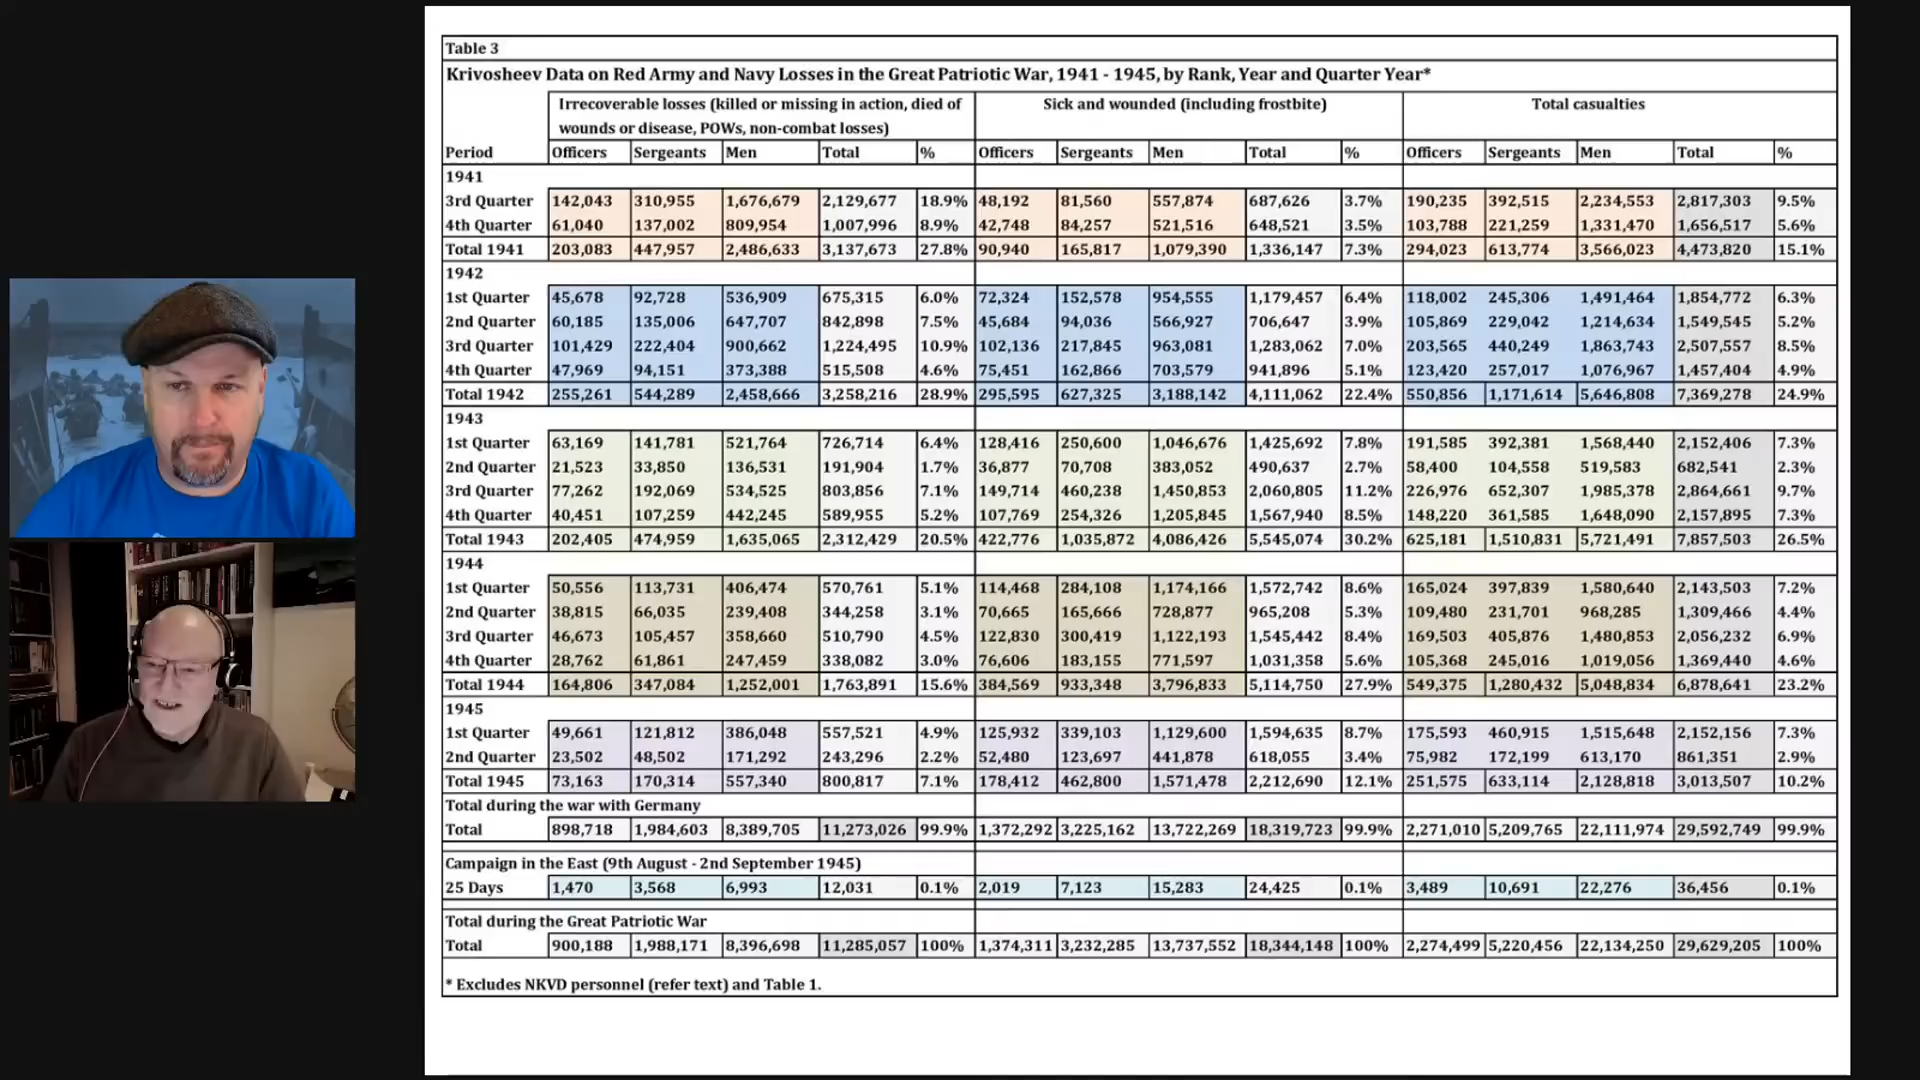 Table 3
Krivosheev Data on Red Army and Navy Losses in the Great Patriotic War, 1941 - 1945, by Rank, Year and Quarter Year*
Irrecoverable losses (killed or missing in action, died of Sick and wounded (including frostbite) Total casualties
wounds or disease, POWs, non-combat losses)
Period Officers Sergeants Men Total % Officers Sergeants Men Total % Officers Sergeants Men Total %
1941
3rd Quarter 142,043 310,955 1,676,679 2,129,677 18.9% 48,192 81,560 557,874 687,626 3.7% 190,235 392,515 2,234,553 2,817,303 9.5%
4th Quarter 61,040 137,002 809,954 1,007,996 8.9% 42,748 84,257 521,516 648,521 3.5% 103,788 221,259 1,331,470 1,656,517 5.6%
Total 1941 203,083 447,957 2,486,633 3,137,673 27.8% 90,940 165,817 1,079,390 1,336,147 7.3% 294,023 613,774 3,566,023 4,473,820 15.1%
1942
1st Quarter 45,678 92,728 536,909 675,315 6.0% 72,324 152,578 954,555 1,179,457 6.4% 118,002 245,306 1,491,464 1,854,772 6.3%
2nd Quarter 60,185 135,006 647,707 842,898 7.5% 45,684 94,036 566,927 706,647 3.9% 105,869 229,042 1,214,634 1,549,545 5.2%
3rd Quarter 101,429 222,404 900,662 1,224,495 10.9% 102,136 217,845 963,081 1,283,062 7.0% 203,565 440,249 1,863,743 2,507,557 8.5%
4th Quarter 47,969 94,151 373,388 515,508 4.6% 75,451 162,866 703,579 941,896 5.1% 123,420 257,017 1,076,967 1,457,404 4.9%
Total 1942 255,261 544,289 2,458,666 3,258,216 28.9% 295,595 627,325 3,188,142 4,111,062 22.4% 550,856 1,171,614 5,646,808 7,369,278 24.9%
1943
1st Quarter 63,169 141,781 521,764 726,714 6.4% 128,416 250,600 1,046,676 1,425,692 7.8% 191,585 392,381 1,568,440 2,152,406 7.3%
2nd Quarter 21,523 33,850 136,531 191,904 1.7% 36,877 70,708 383,052 490,637 2.7% 58,400 104,558 519,583 682,541 2.3%
3rd Quarter 77,262 192,069 534,525 803,856 7.1% 149,714 460,238 1,450,853 2,060,805 11.2% 226,976 652,307 1,985,378 2,864,661 9.7%
4th Quarter 40,451 107,259 442,245 589,955 5.2% 107,769 254,326 1,205,845 1,567,940 8.5% 148,220 361,585 1,648,090 2,157,895 7.3%
Total 1943 202,405 474,959 1,635,065 2,312,429 20.5% 422,776 1,035,872 4,086,426 5,545,074 30.2% 625,181 1,510,831 5,721,491 7,857,503 26.5%
1944
1st Quarter 50,556 113,731 406,474 570,761 5.1% 114,468 284,108 1,174,166 1,572,742 8.6% 165,024 397,839 1,580,640 2,143,503 7.2%
2nd Quarter 38,815 66,035 239,408 344,258 3.1% 70,665 165,666 728,877 965,208 5.3% 109,480 231,701 968,285 1,309,466 4.4%
3rd Quarter 46,673 105,457 358,660 510,790 4.5% 122,830 300,419 1,122,193 1,545,442 8.4% 169,503 405,876 1,480,853 2,056,232 6.9%
4th Quarter 28,762 61,861 247,459 338,082 3.0% 76,606 183,155 771,597 1,031,358 5.6% 105,368 245,016 1,019,056 1,369,440 4.6%
Total 1944 164,806 347,084 1,252,001 1,763,891 15.6% 384,569 933,348 3,796,833 5,114,750 27.9% 549,375 1,280,432 5,048,834 6,878,641 23.2%
1945
1st Quarter 49,661 121,812 386,048 557,521 4.9% 125,932 339,103 1,129,600 1,594,635 8.7% 175,593 460,915 1,515,648 2,152,156 7.3%
2nd Quarter 23,502 48,502 171,292 243,296 2.2% 52,480 123,697 441,878 618,055 3.4% 75,982 172,199 613,170 861,351 2.9%
Total 1945 73,163 170,314 557,340 800,817 7.1% 178,412 462,800 1,571,478 2,212,690 12.1% 251,575 633,114 2,128,818 3,013,507 10.2%
Total during the war with Germany
Total 898,718 1,984,603 8,389,705 11,273,026 99.9% 1,372,292 3,225,162 13,722,269 18,319,723 99.9% 2,271,010 5,209,765 22,111,974 29,592,749 99.9%
Campaign in the East (9th August - 2nd September 1945)
25 Days 1,470 3,568 6,993 12,031 0.1% 2,019 7,123 15,283 24,425 0.1% 3,489 10,691 22,276 36,456 0.1%
Total during the Great Patriotic War
Total 900,188 1,988,171 8,396,698 11,285,057 100% 1,374,311 3,232,285 13,737,552 18,344,148 100% 2,274,499 5,220,456 22,134,250 29,629,205 100%
* Excludes NKVD personnel (refer text) and Table 1.